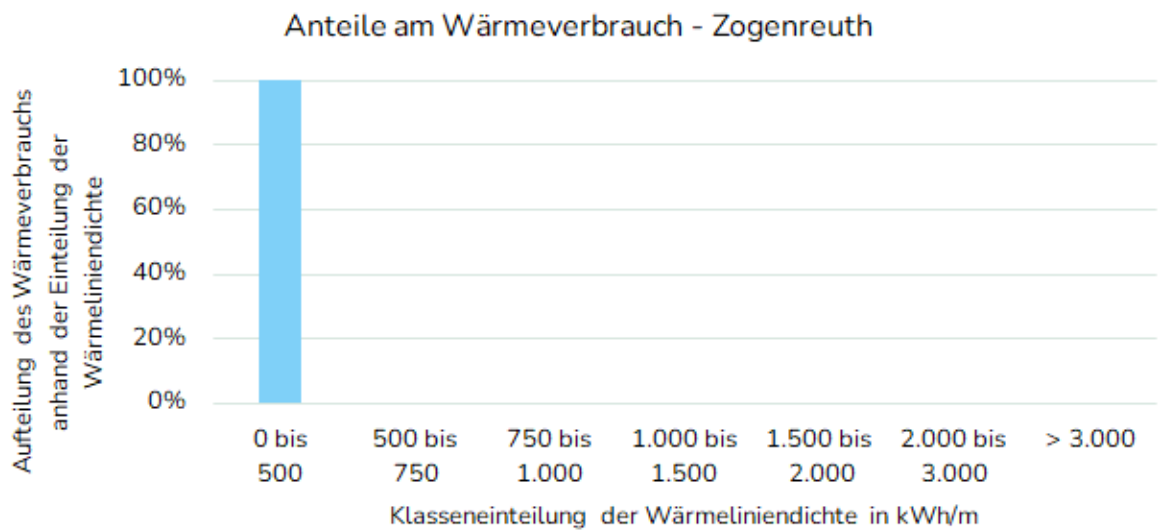 Anteile am Wärmeverbrauch - Zogenreuth
Aufteilung des Wärmeverbrauchs
anhand der Einteilung der
Wärmeliniendichte
100%
80%
60%
40%
20%
0%
0 bis
500
500 bis
750
750 bis
1.000
1.000 bis
1.500
1.500 bis
2.000
2.000 bis
3.000
> 3.000
Klasseneinteilung der Wärmeliniendichte in kWh/m